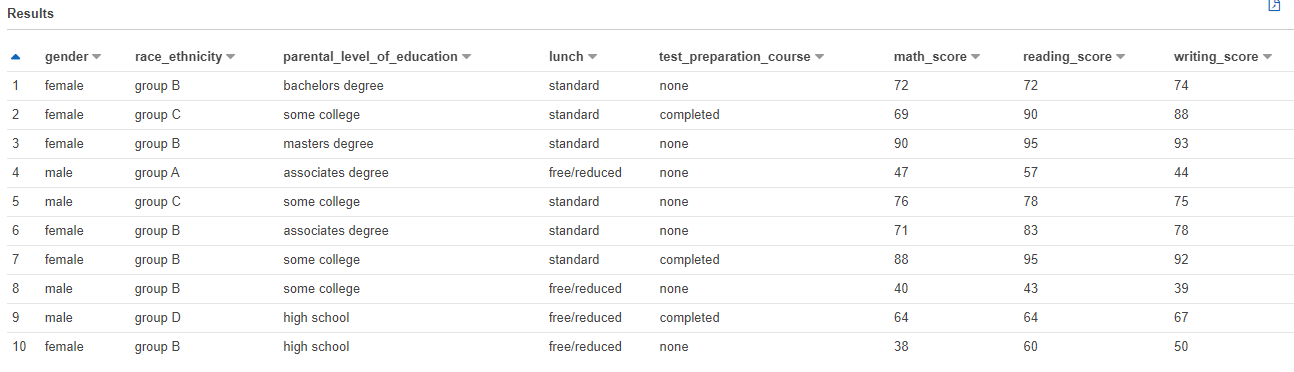 Results
gender race_ethnicity parental_level_of_education lunch test_preparation_course math_score reading_score writing_score
1 female group B bachelors degree standard none 72 72 74
2 female group C some college standard completed 69 90 88
3 female group B masters degree standard none 90 95 93
4 male group A associates degree free/reduced none 47 57 44
5 male group C some college standard none 76 78 75
6 female group B associates degree standard none 71 83 78
7 female group B some college standard completed 88 95 92
8 male group B some college free/reduced none 40 43 39
9 male group D high school free/reduced completed 64 64 67
10 female group B high school free/reduced none 38 60 50